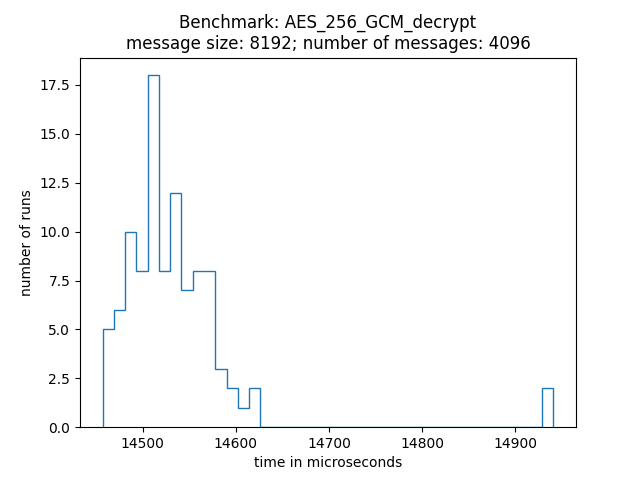 Benchmark: AES_256_GCM_decrypt
message size: 8192; number of messages: 4096
17.5
15.0
12.5
10.0
7.5
5.0
2.5
0.0
number of runs
14500 14600 14700 14800 14900
time in microseconds